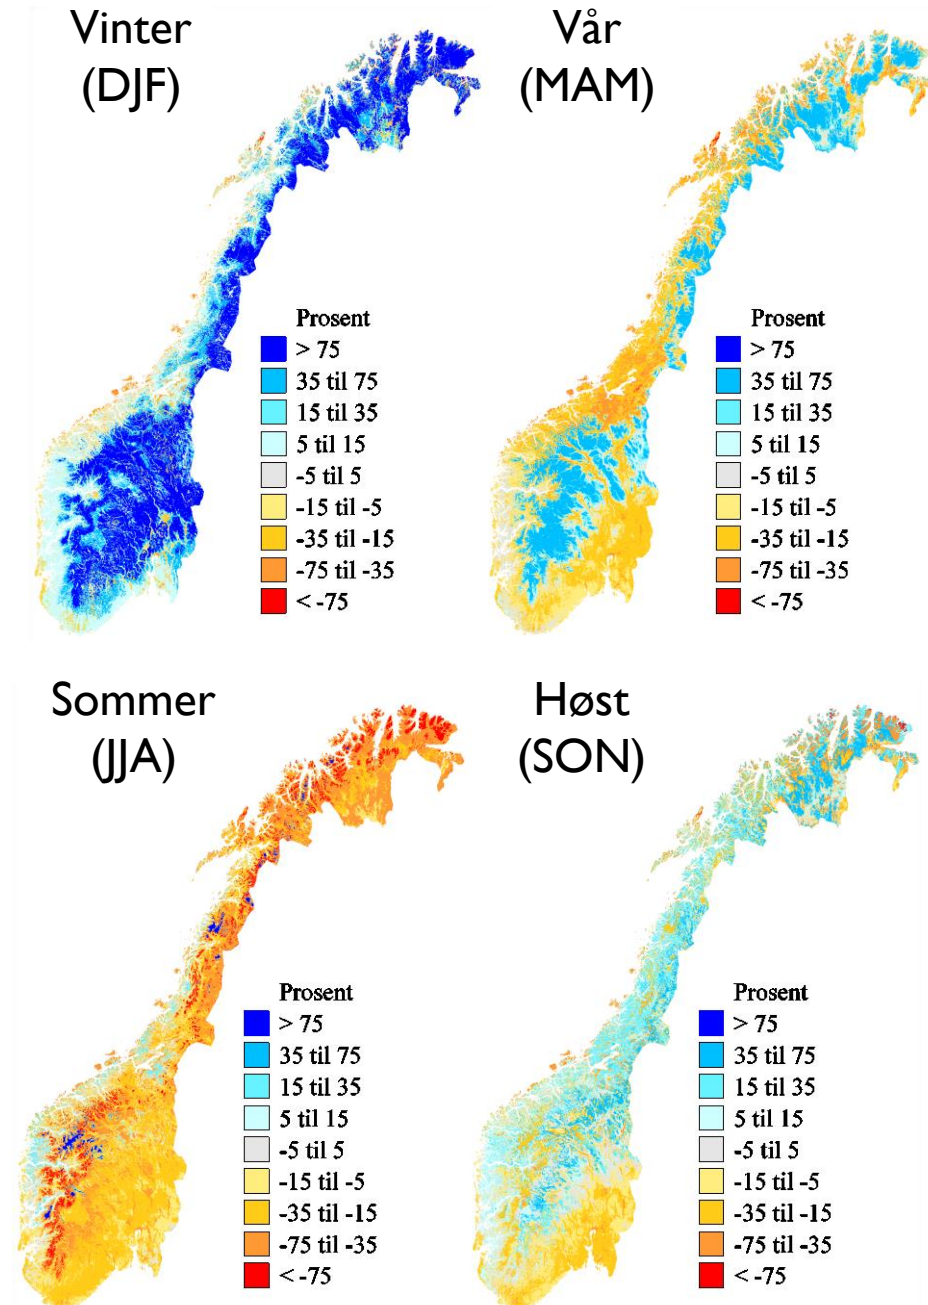 Vinter
(DJF)
Prosent
> 75
35 til 75
15 til 35
5 til 15
-5 til 5
-15 til -5
-35 til -15
-75 til -35
< -75
Vår
(MAM)
Prosent
> 75
35 til 75
15 til 35
5 til 15
-5 til 5
-15 til -5
-35 til -15
-75 til -35
< -75
Sommer
(JJA)
Prosent
> 75
35 til 75
15 til 35
5 til 15
-5 til 5
-15 til -5
-35 til -15
-75 til -35
< -75
Høst
(SON)
Prosent
> 75
35 til 75
15 til 35
5 til 15
-5 til 5
-15 til -5
-35 til -15
-75 til -35
< -75